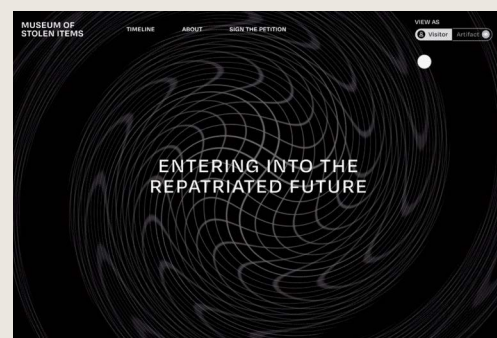 MUSEUM OF
STOLEN ITEMS
TIMELINE
ABOUT
SIGN THE PETITION
VIEW AS
Visitor
Artifact
ENTERING INTO THE
REPATRIATED FUTURE